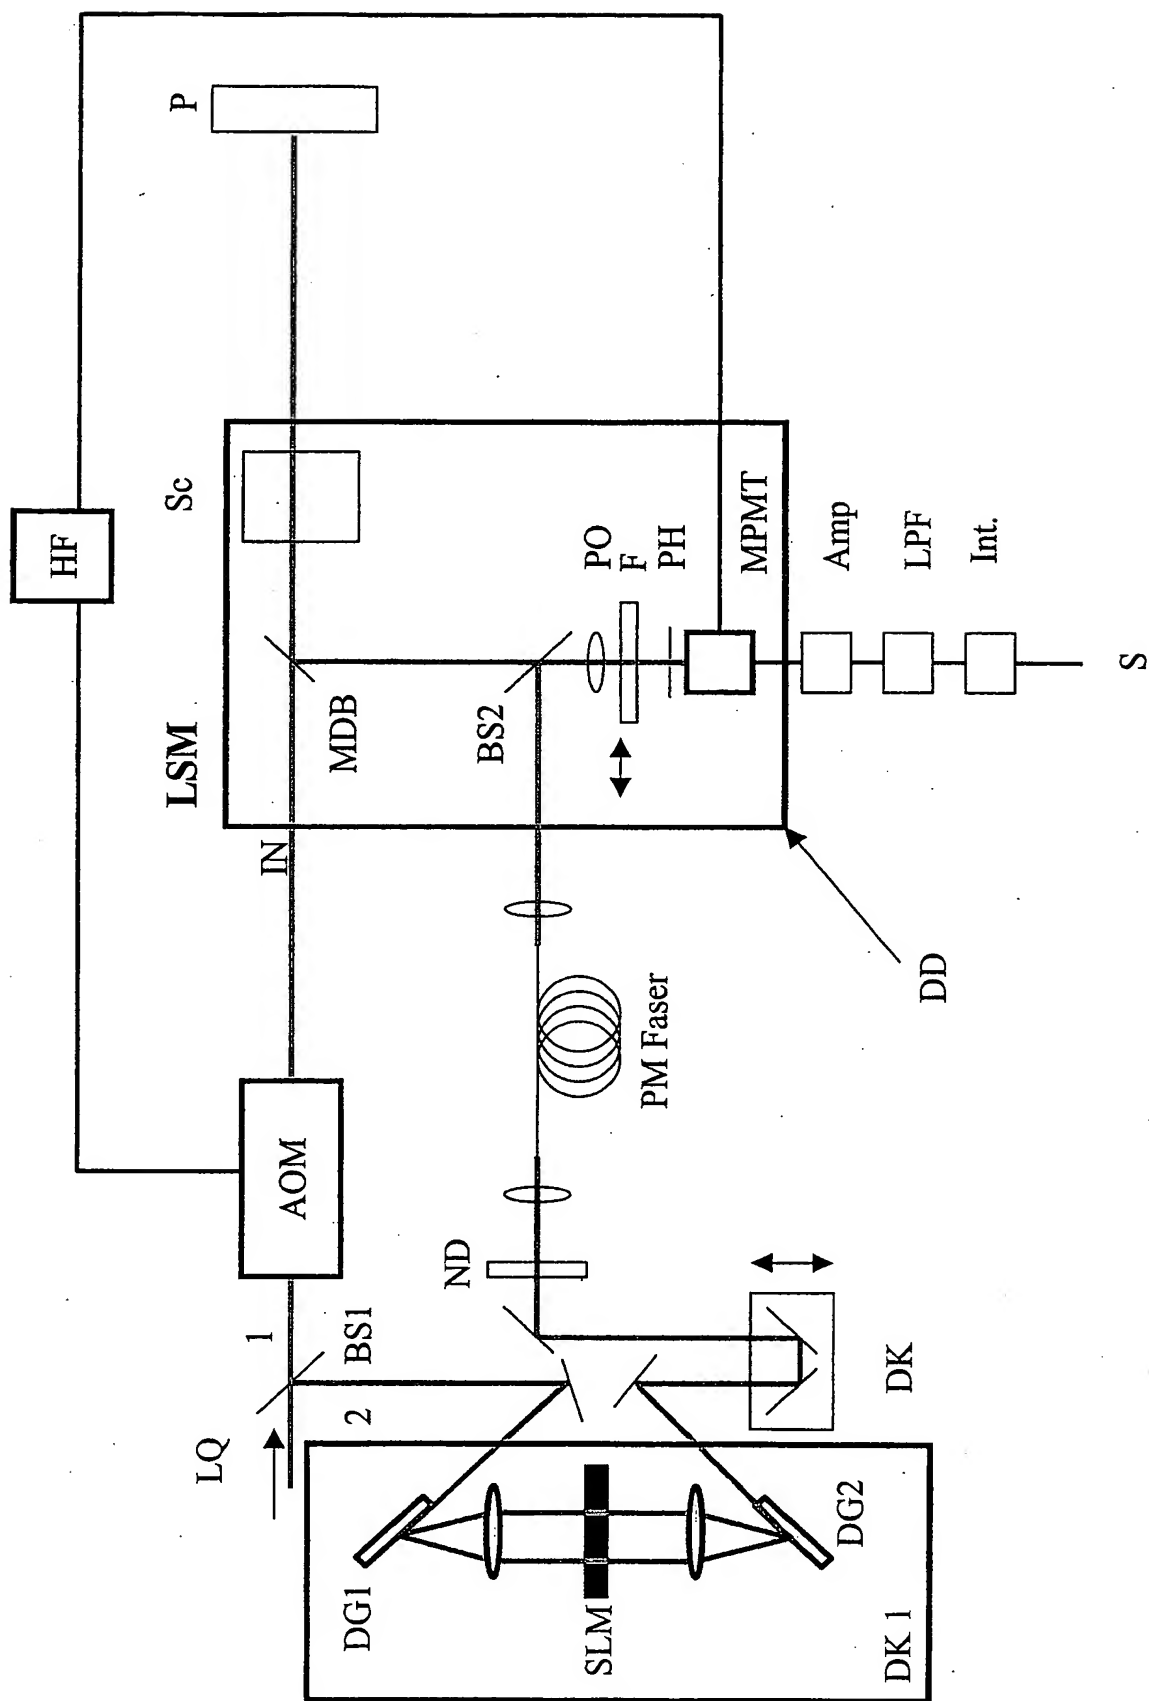 HF
P
LSM
Sc
IN
MDB
BS2
PO
F
PH
MPMT
Amp
LPF
Int.
S
AOM
LQ
1
2
BS1
ND
PM Faser
DD
DK
DG1
SLM
DG2
DK 1